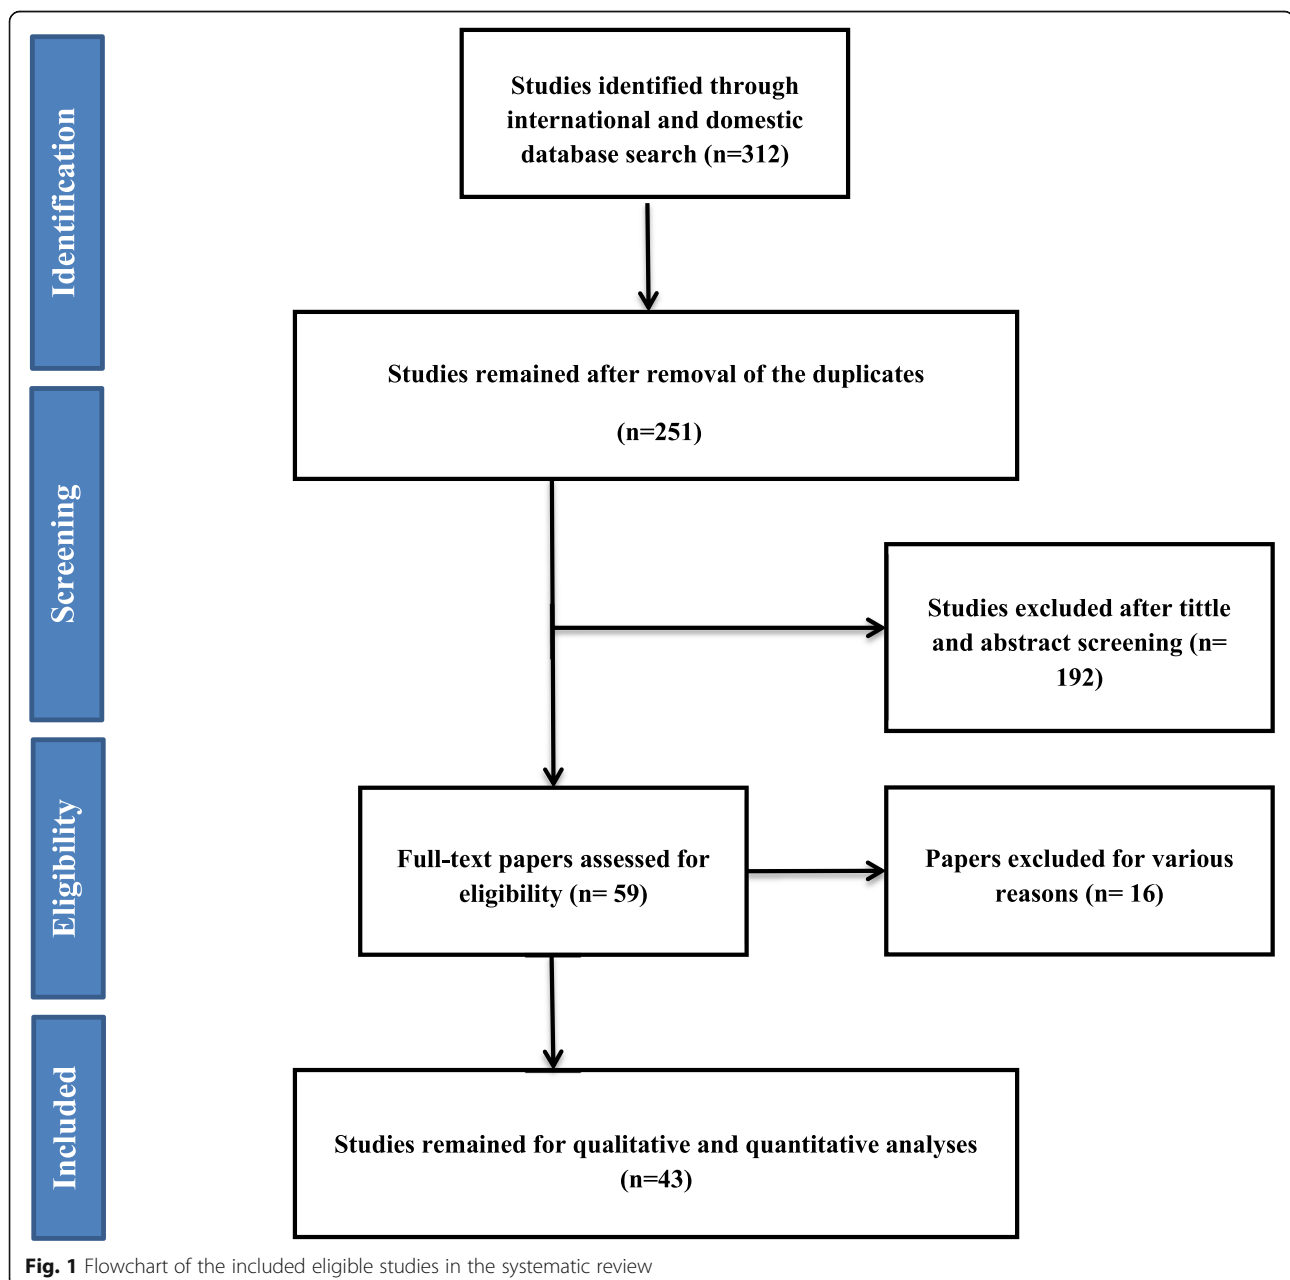 Identification
Studies identified through
international and domestic
database search (n=312)
Studies remained after removal of the duplicates
(n=251)
Screening
Studies excluded after tittle
and abstract screening (n=
192)
Eligibility
Full-text papers assessed for
eligibility (n= 59)
Papers excluded for various
reasons (n= 16)
Included
Studies remained for qualitative and quantitative analyses
(n=43)
Fig. 1 Flowchart of the included eligible studies in the systematic review